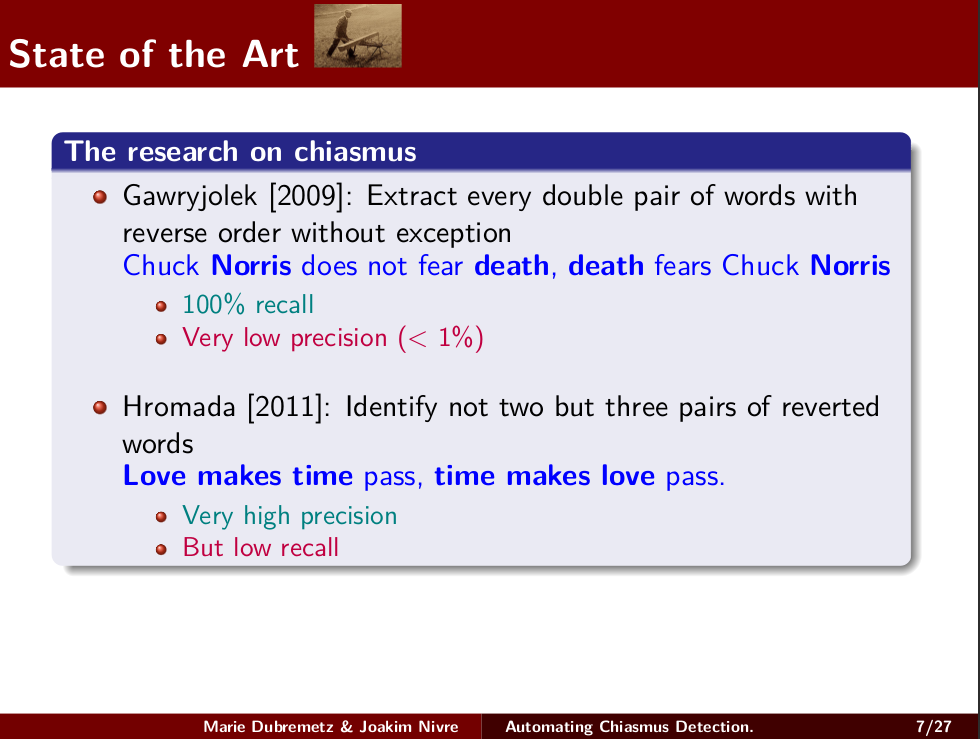 State of the Art
The research on chiasmus
Gawryjolek [2009]: Extract every double pair of words with
reverse order without exception
Chuck Norris does not fear death, death fears Chuck Norris
100% recall
Very low precision (< 1%)
Hromada [2011]: Identify not two but three pairs of reverted
words
Love makes time pass, time makes love pass.
Very high precision
But low recall
Marie Dubremetz & Joakim Nivre
Automating Chiasmus Detection.
7/27